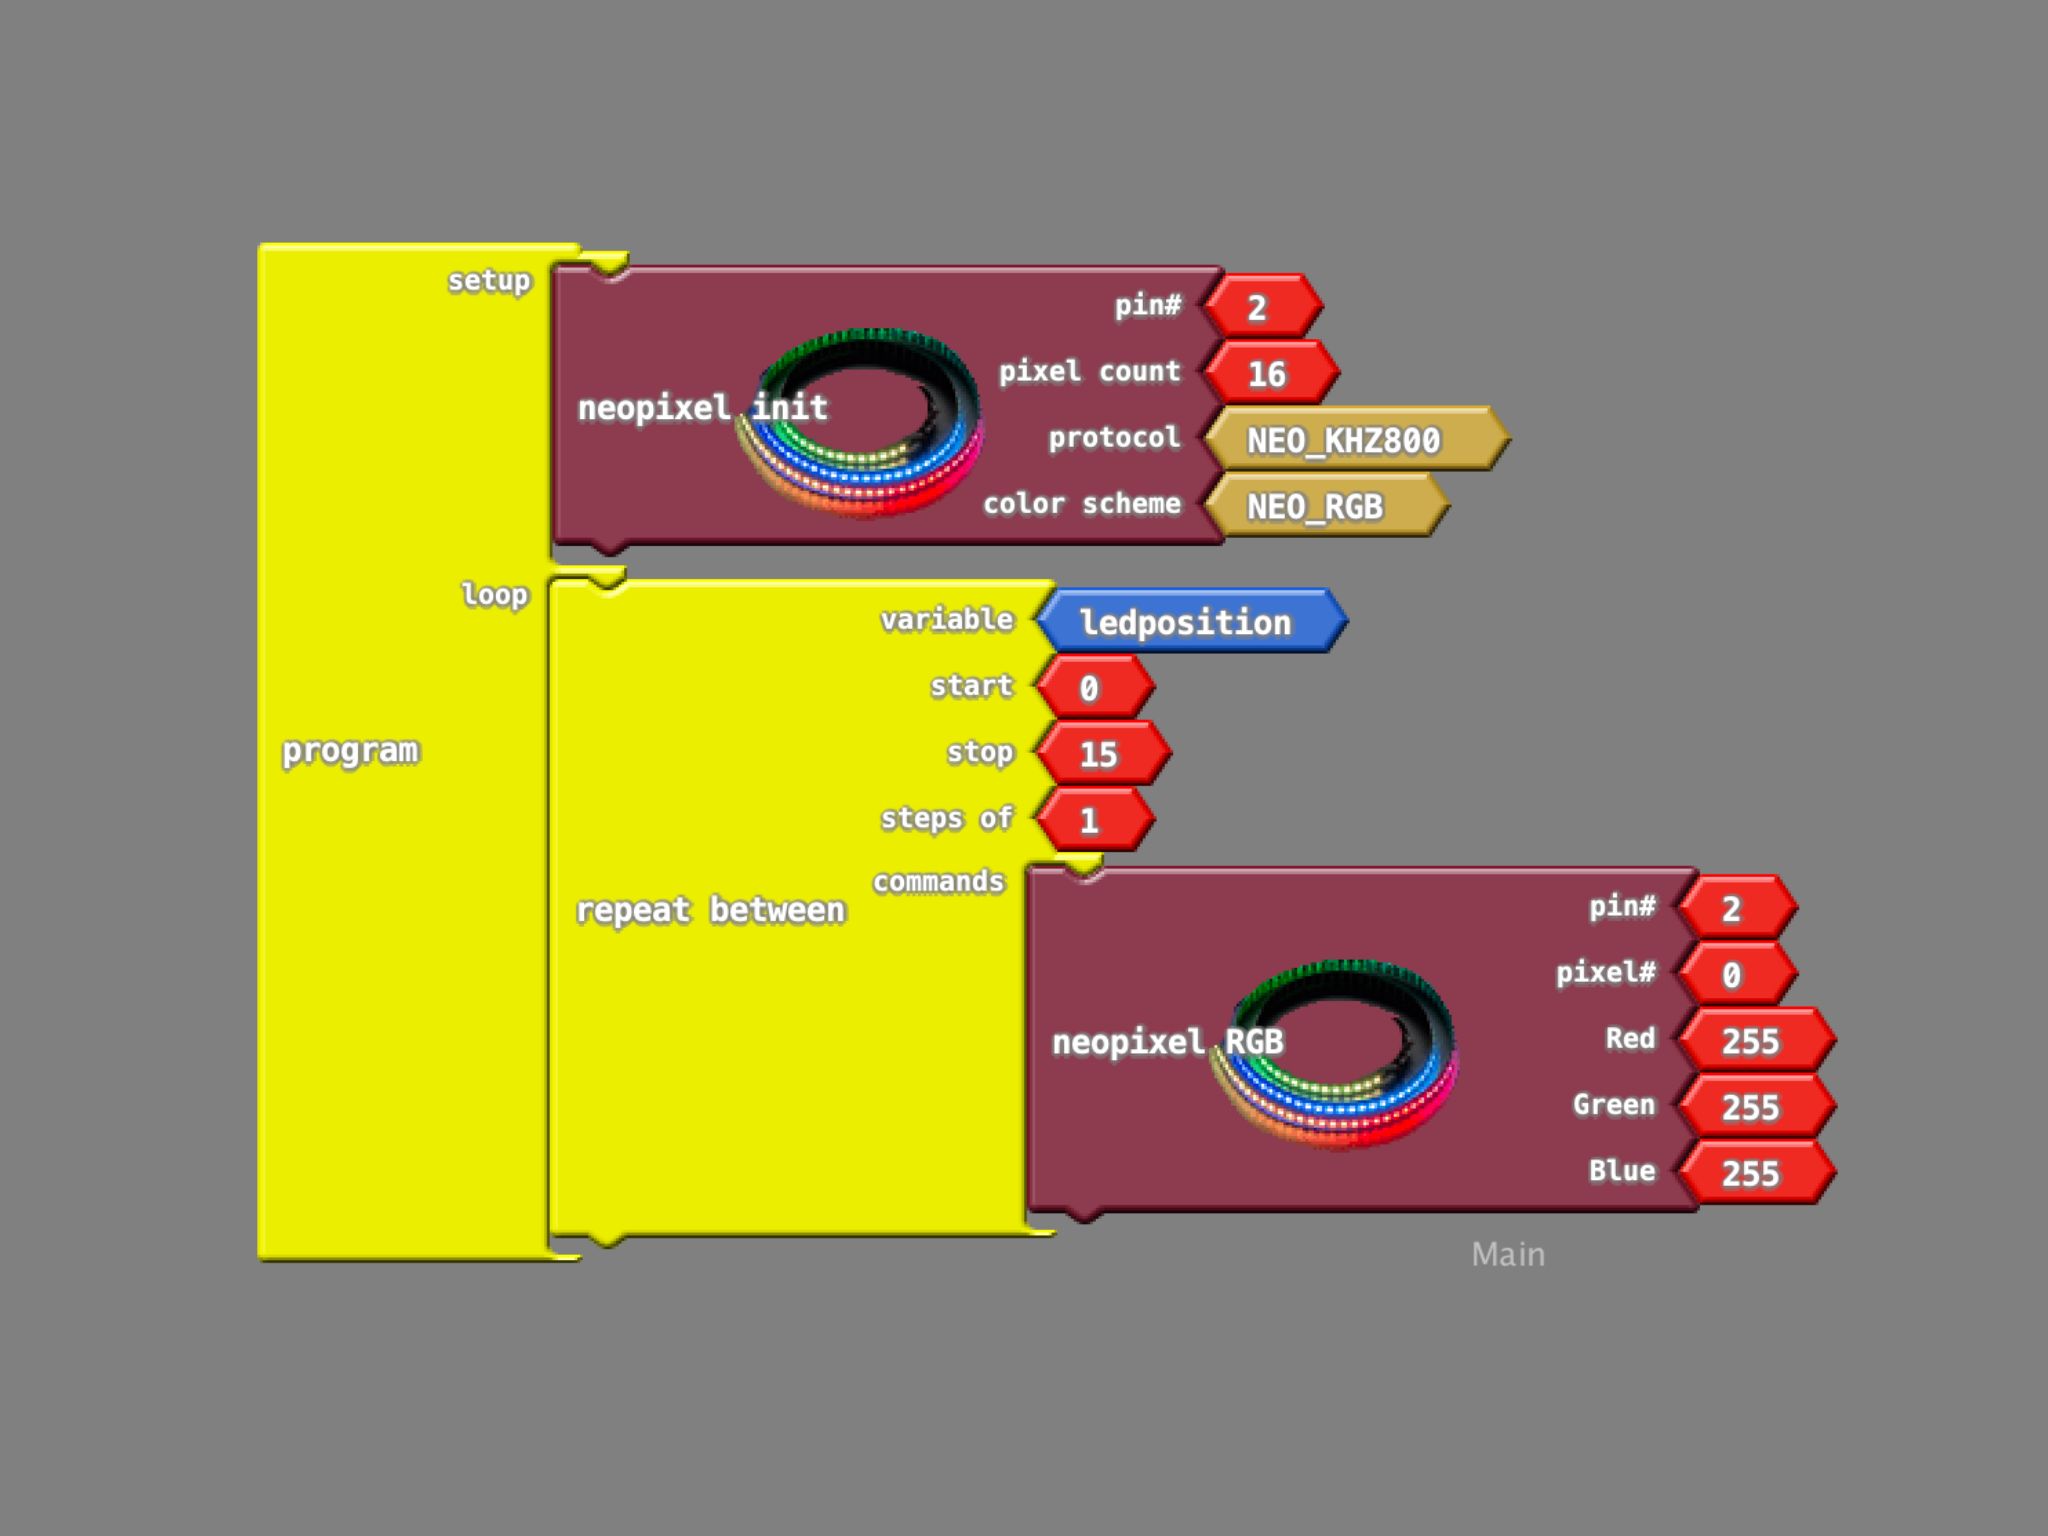 setup
pin# 2
pixel count 16
neopixel init
protocol NEO_KHZ800
color scheme NEO_RGB
loop
variable ledposition
start 0
program
stop 15
steps of 1
commands
repeat between
pin# 2
pixel# 0
neopixel RGB
Red 255
Green 255
Blue 255
Main